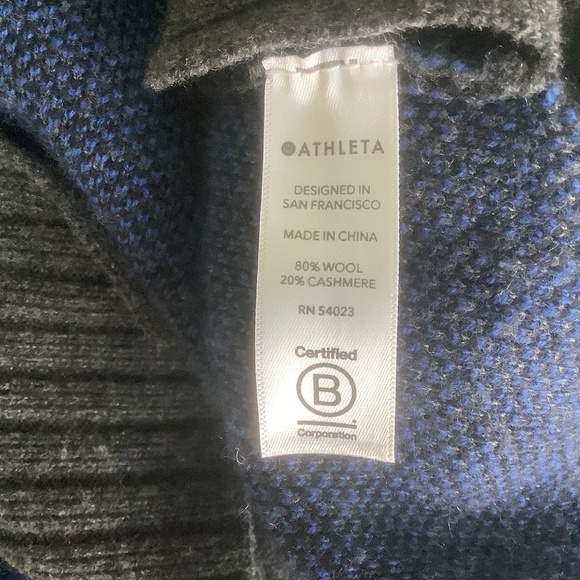 ATHLETA
DESIGNED IN
SAN FRANCISCO
MADE IN CHINA
80% WOOL
20% CASHMERE
RN 54023
Certified
B
Corporation